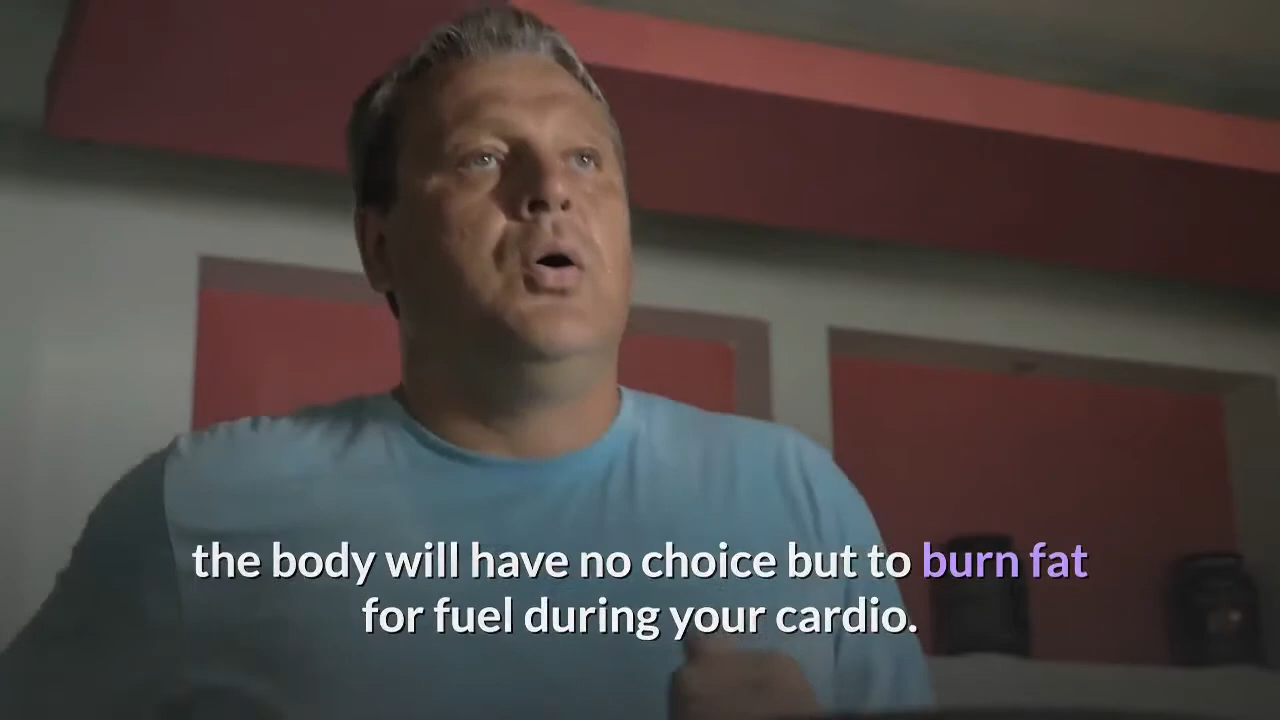 the body will have no choice but to burn fat
for fuel during your cardio.